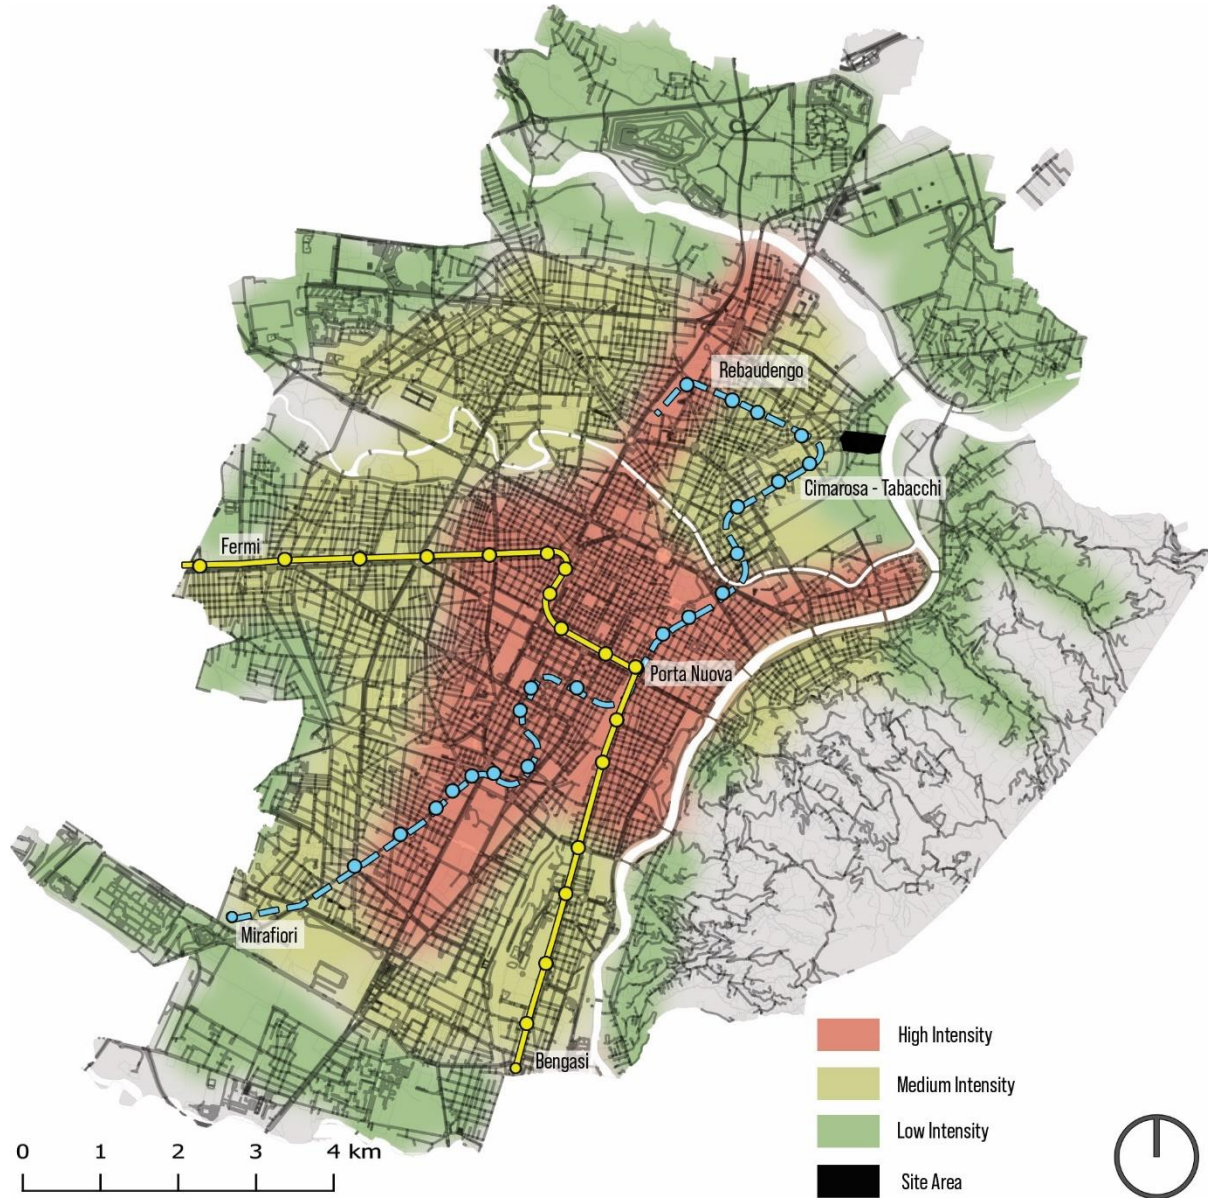 Rebaudengo
Cimarosa - Tabacchi
Fermi
Porta Nuova
Mirafiori
Bengasi
High Intensity
Medium Intensity
Low Intensity
Site Area
0 1 2 3 4 km